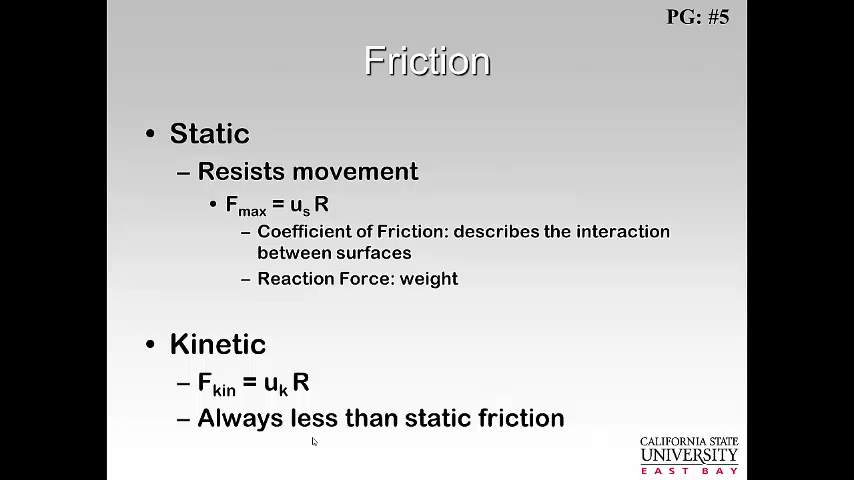 PG: #5
Friction
• Static
– Resists movement
• Fmax = us R
– Coefficient of Friction: describes the interaction
between surfaces
– Reaction Force: weight
• Kinetic
– Fkin = uk R
– Always less than static friction
CALIFORNIA STATE
UNIVERSITY
EAST BAY